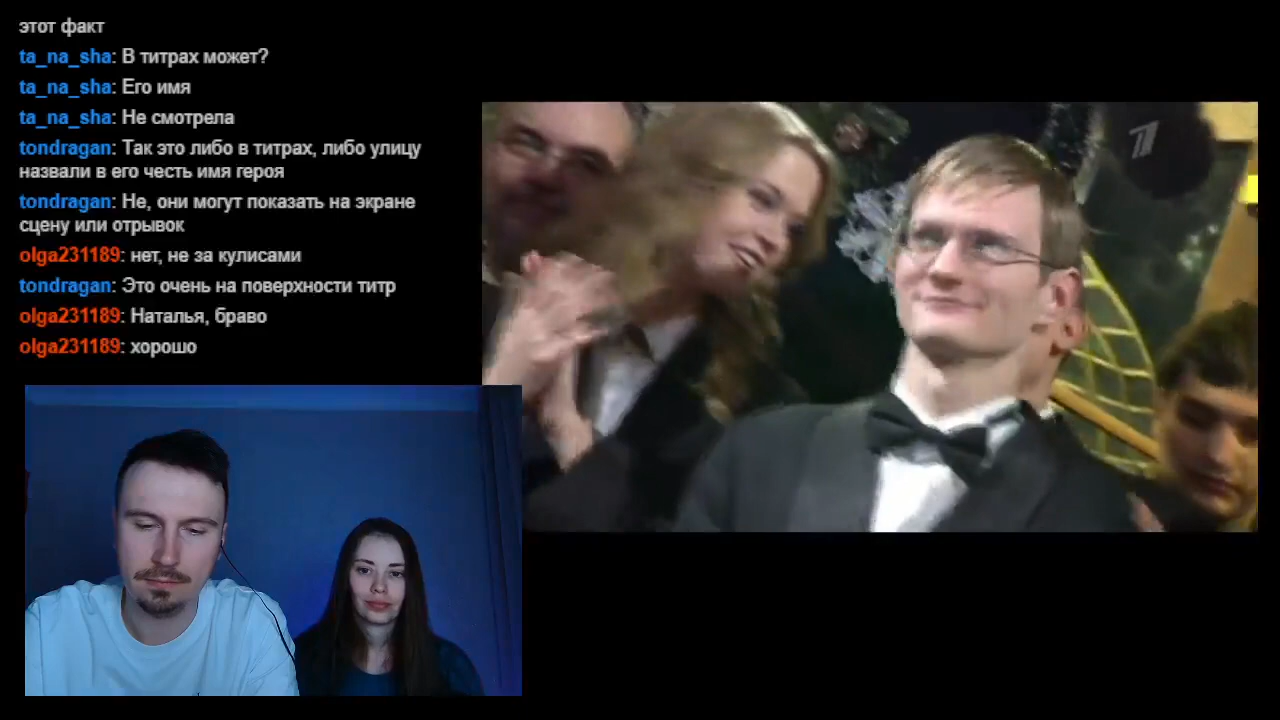 этот факт
ta_na_sha: В титрах может?
ta_na_sha: Его имя
ta_na_sha: Не смотрела
tondragan: Так это либо в титрах, либо улицу
назвали в его честь имя героя
tondragan: Не, они могут показать на экране
сцену или отрывок
olga231189: нет, не за кулисами
tondragan: Это очень на поверхности титр
olga231189: Наталья, браво
olga231189: хорошо
1